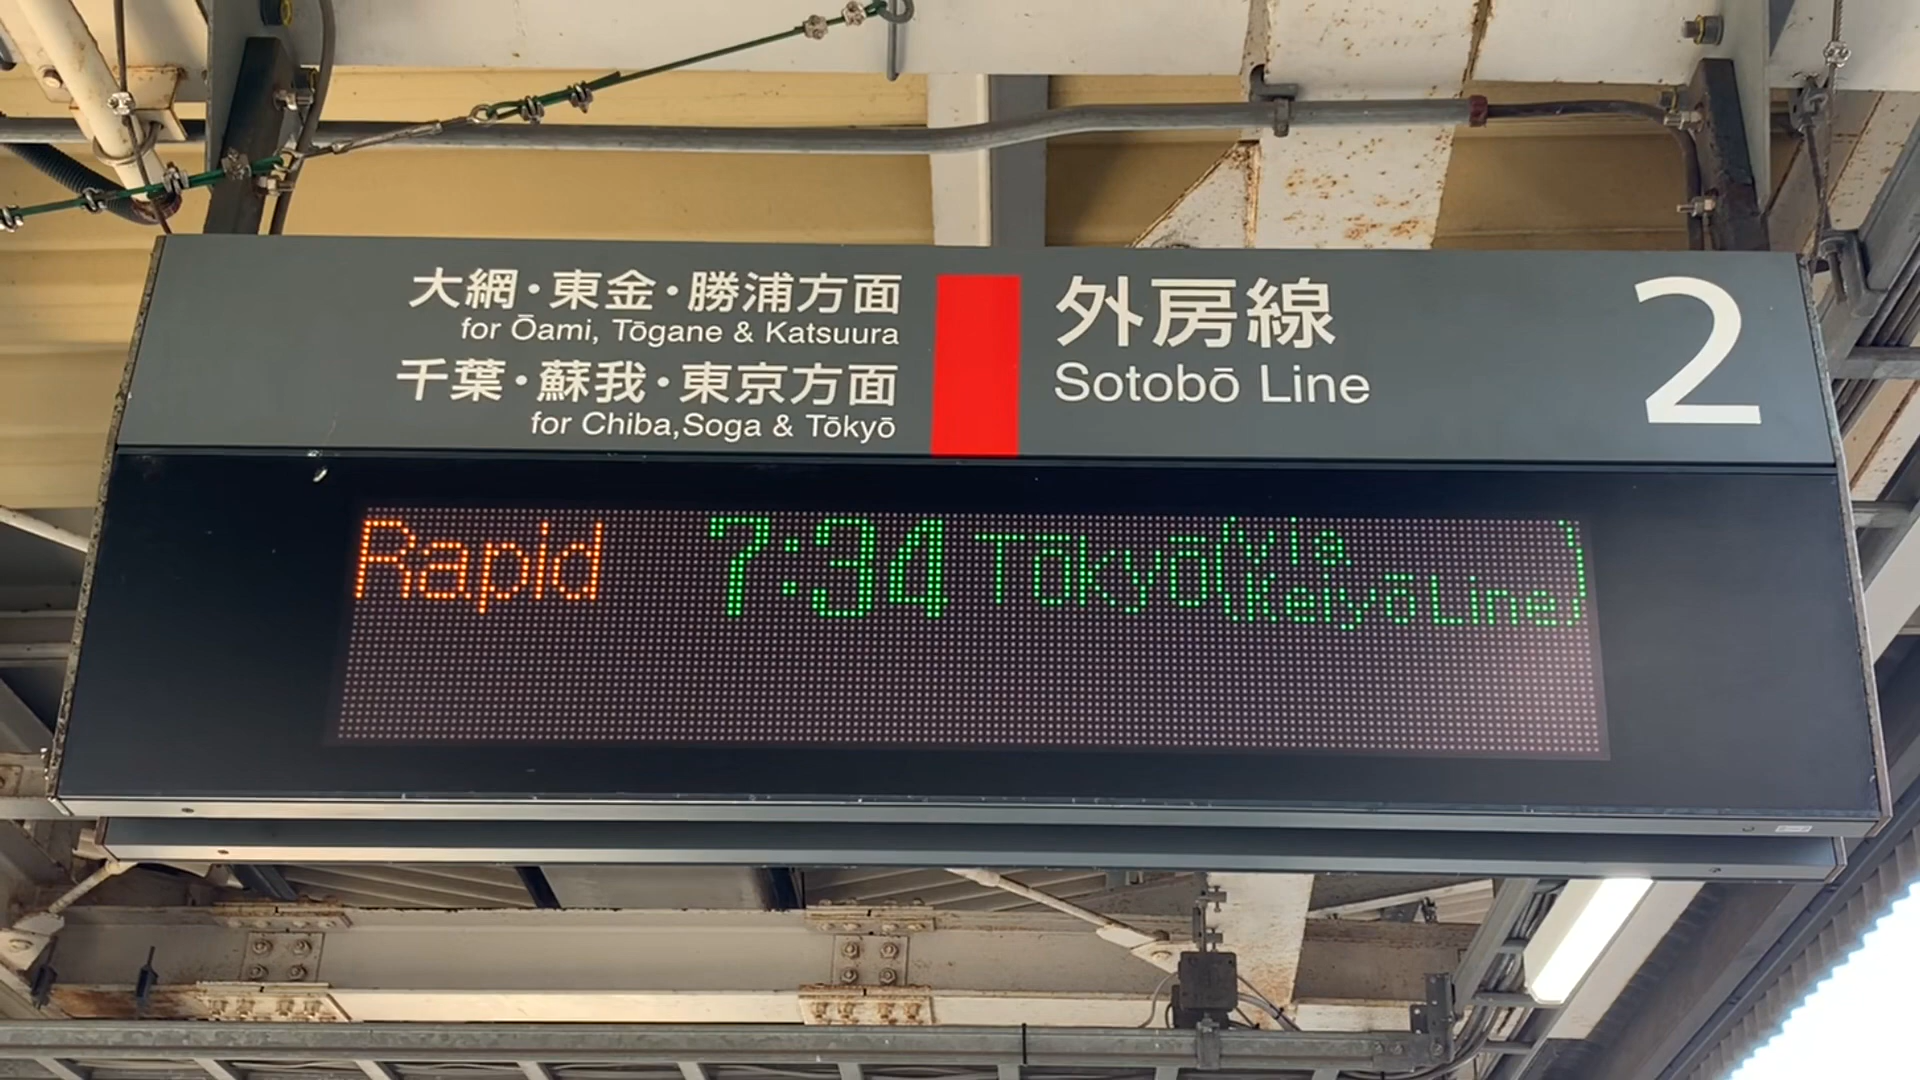 大網・東金・勝浦方面
for Ōami, Tōgane & Katsuura
千葉・蘇我・東京方面
for Chiba,Soga & Tōkyō
外房線
Sotobō Line
2
Rapid 7:34 Tōkyō(via Keiyō Line)